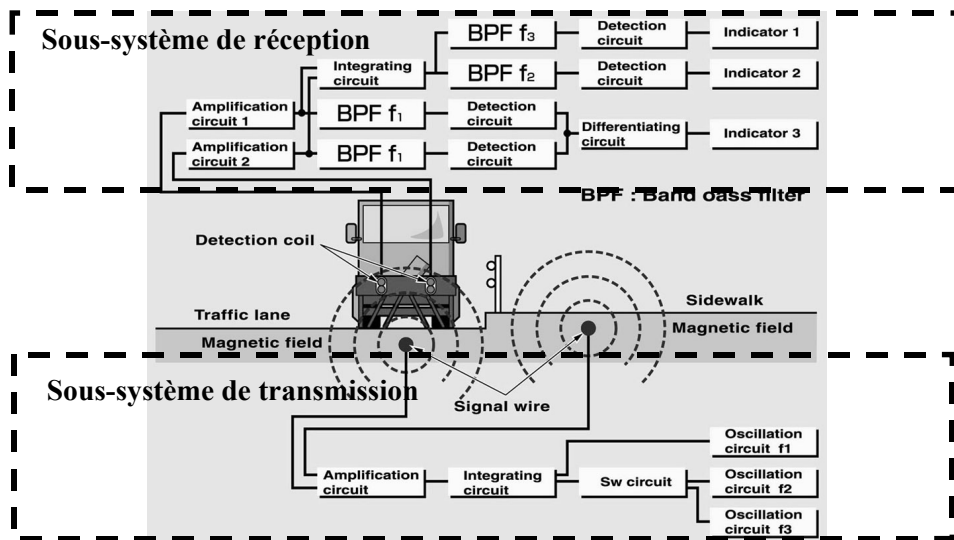 Sous-système de réception
BPF f3
Detection
circuit
Indicator 1
Integrating
circuit
BPF f2
Detection
circuit
Indicator 2
Amplification
circuit 1
BPF f1
Detection
circuit
Differentiating
circuit
Indicator 3
Amplification
circuit 2
BPF f1
Detection
circuit
BPF : Band oass filter
Detection coil
Traffic lane
Magnetic field
Sidewalk
Magnetic field
Sous-système de transmission
Signal wire
Oscillation
circuit f1
Amplification
circuit
Integrating
circuit
Sw circuit
Oscillation
circuit f2
Oscillation
circuit f3